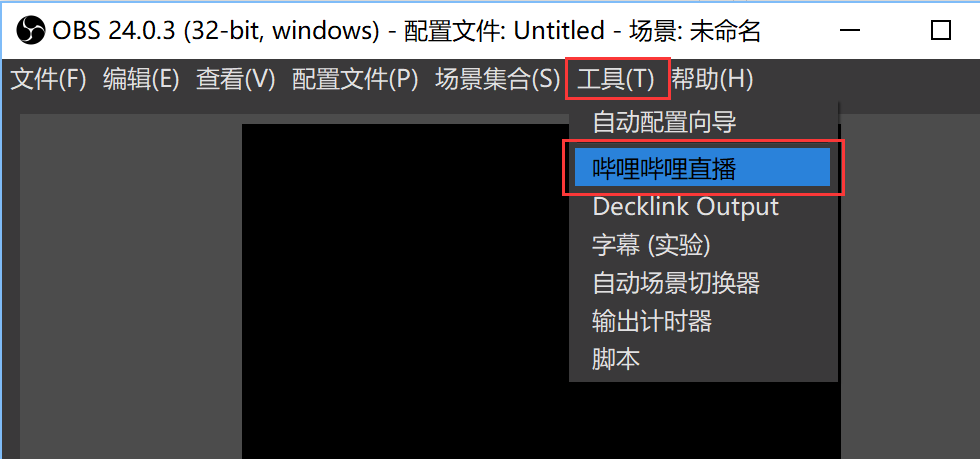 OBS 24.0.3 (32-bit, windows) - 配置文件: Untitled - 场景: 未命名
文件(F) 编辑(E) 查看(V) 配置文件(P) 场景集合(S) 工具(T) 帮助(H)
自动配置向导
哔哩哔哩直播
Decklink Output
字幕 (实验)
自动场景切换器
输出计时器
脚本